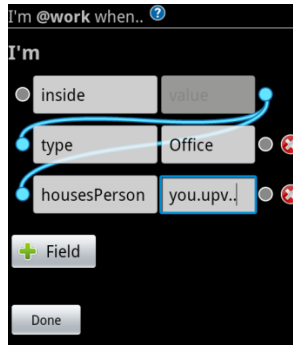 I'm @work when.. ?
I'm
inside value
type Office
housesPerson you.upv..
Field
Done